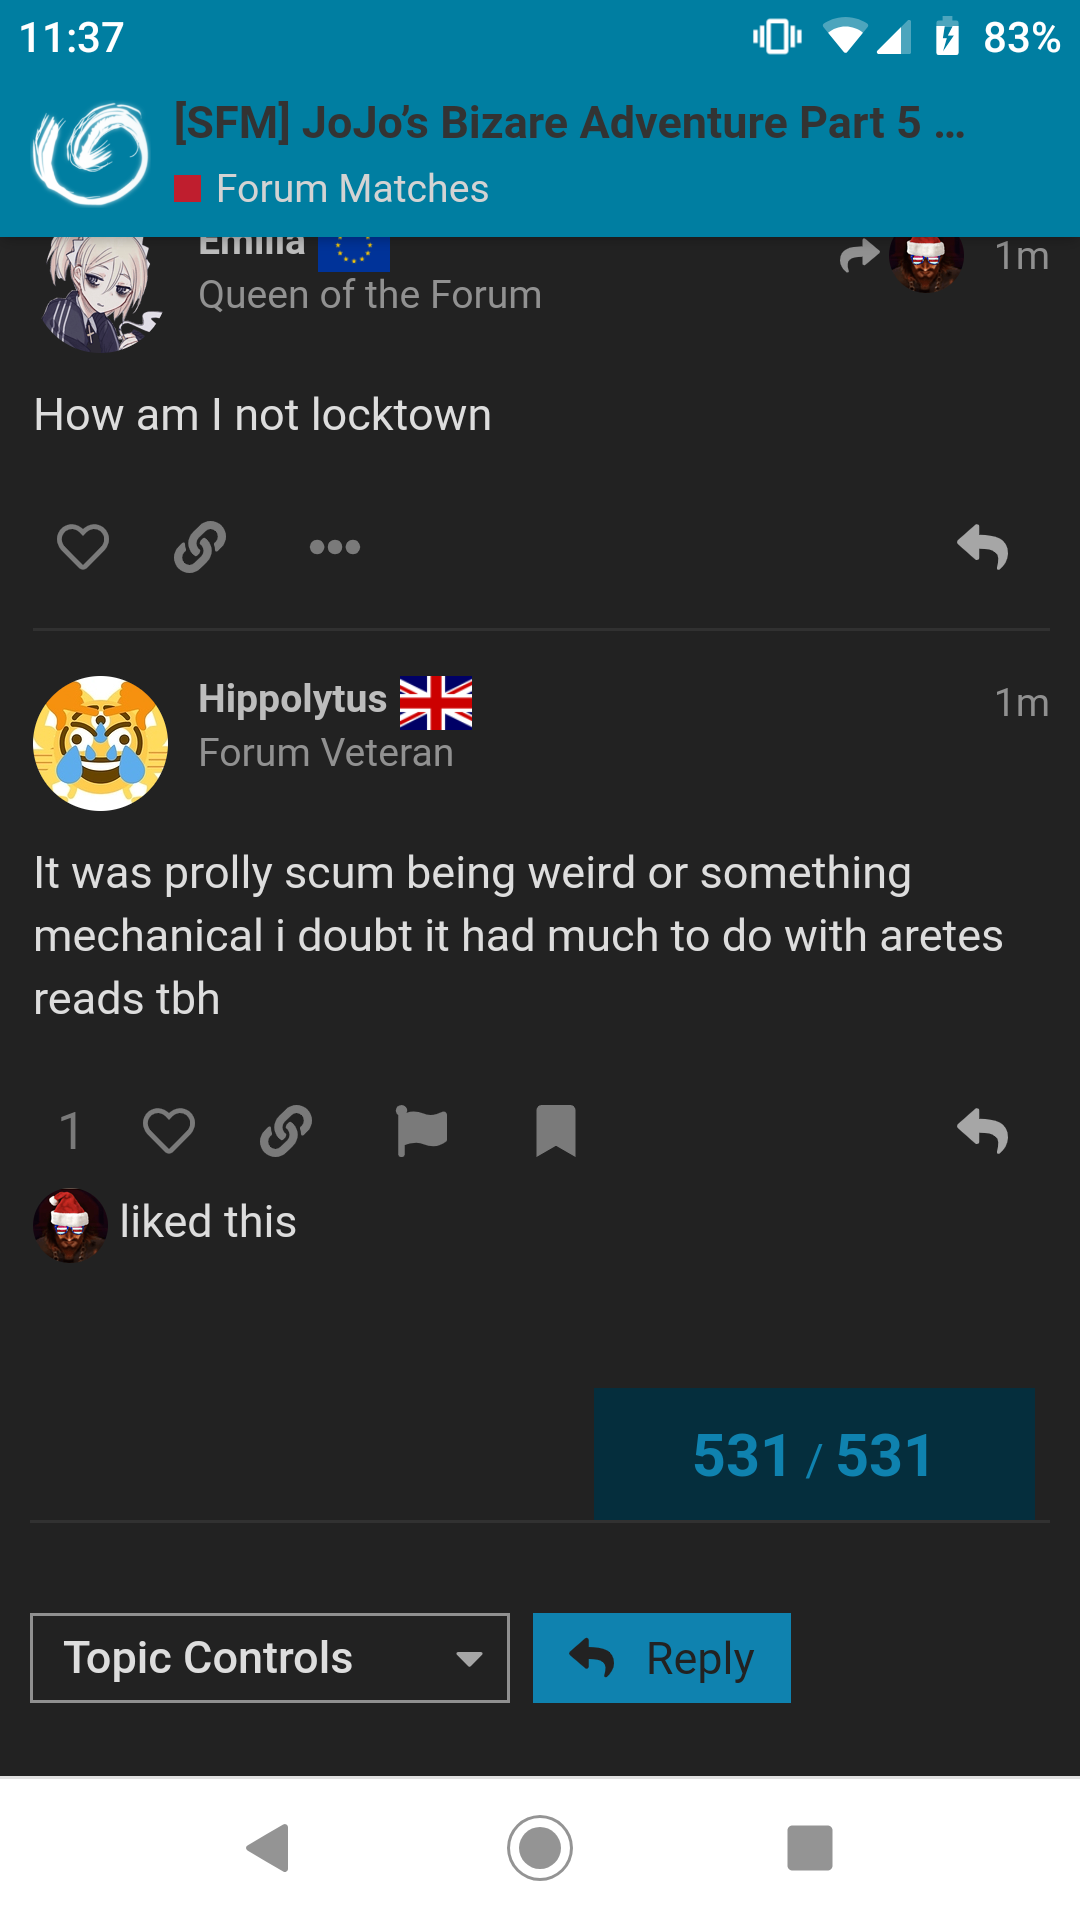 11:37
83%
[SFM] JoJo’s Bizare Adventure Part 5 ...
Forum Matches
Emilia
1m
Queen of the Forum
How am I not locktown
Hippolytus
1m
Forum Veteran
It was prolly scum being weird or something
mechanical i doubt it had much to do with aretes
reads tbh
1
liked this
531 / 531
Topic Controls
Reply